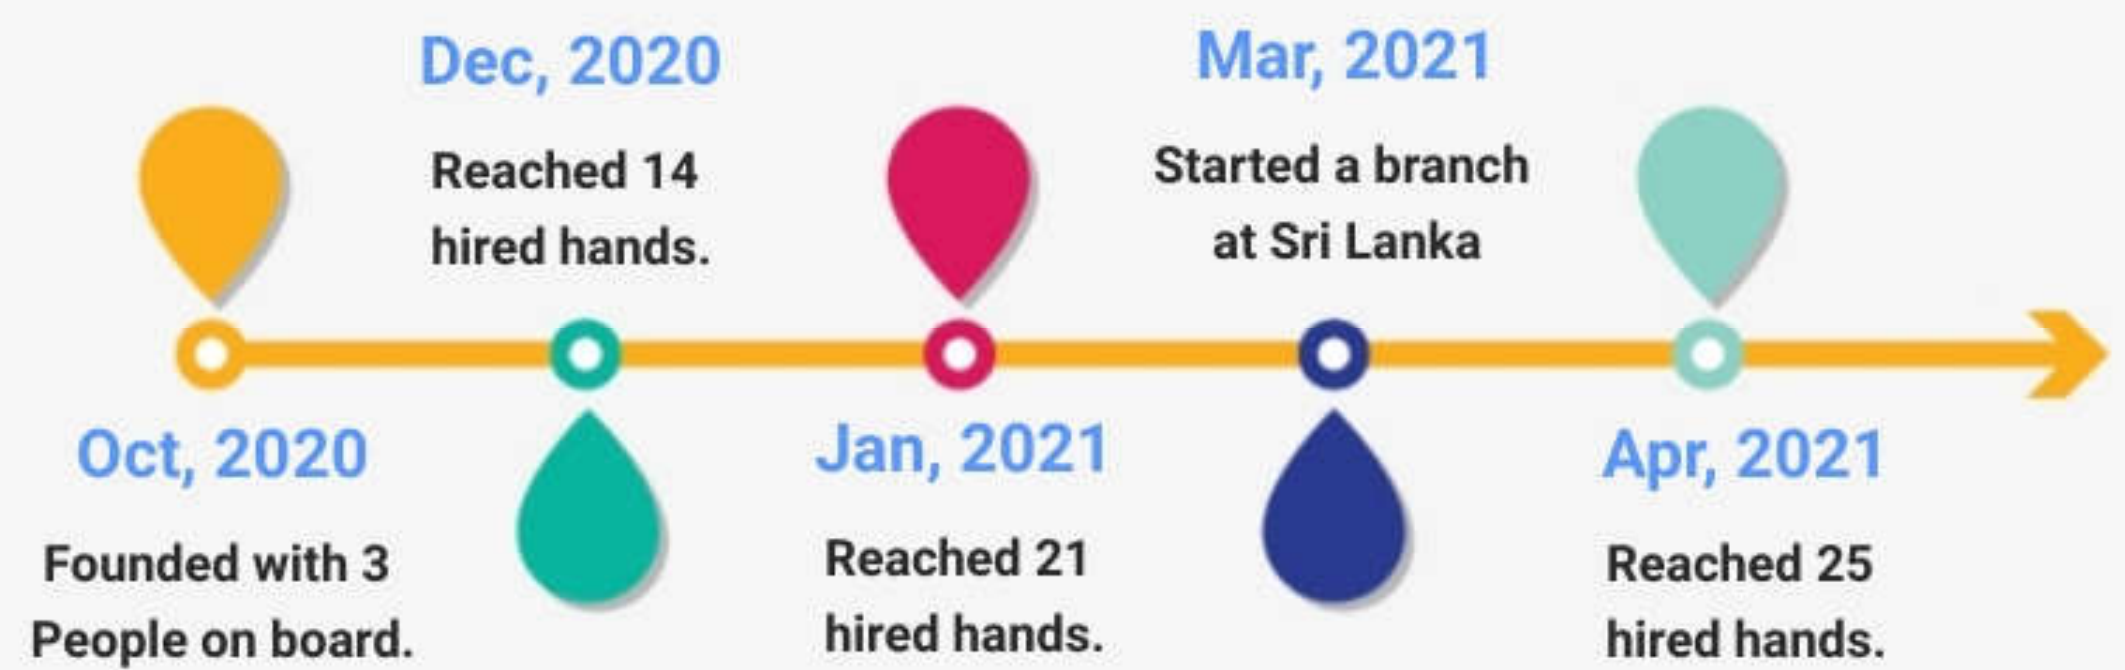 Oct, 2020
Founded with 3
People on board.
Dec, 2020
Reached 14
hired hands.
Jan, 2021
Reached 21
hired hands.
Mar, 2021
Started a branch
at Sri Lanka
Apr, 2021
Reached 25
hired hands.